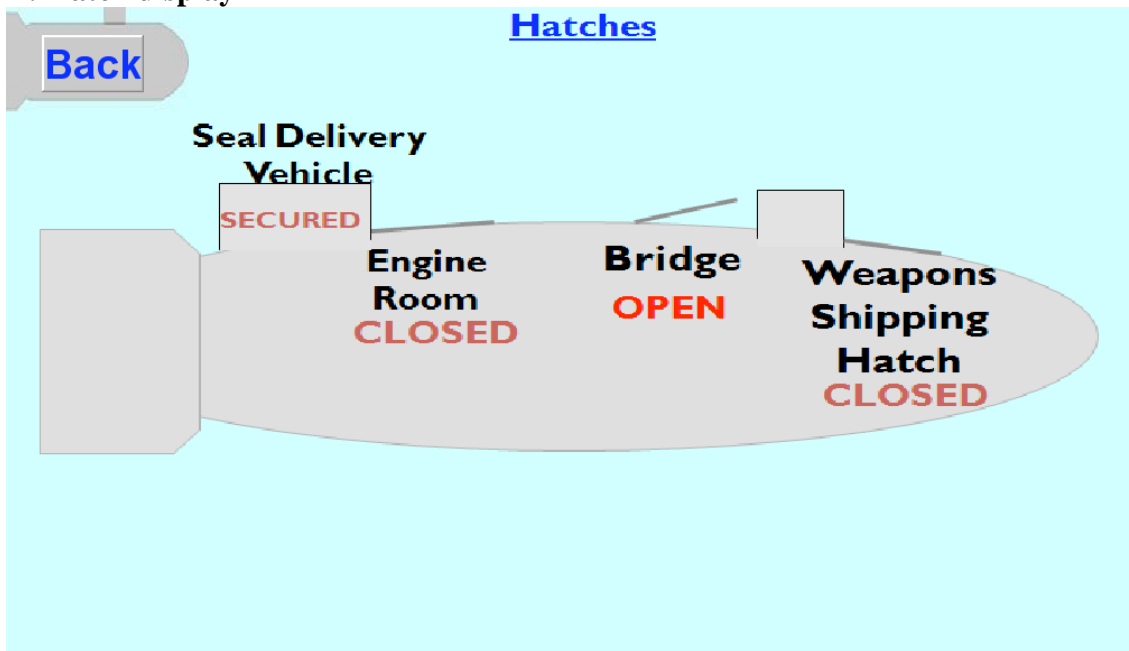 Hatches
Back
Seal Delivery
Vehicle
SECURED
Engine
Room
CLOSED
Bridge
OPEN
Weapons
Shipping
Hatch
CLOSED